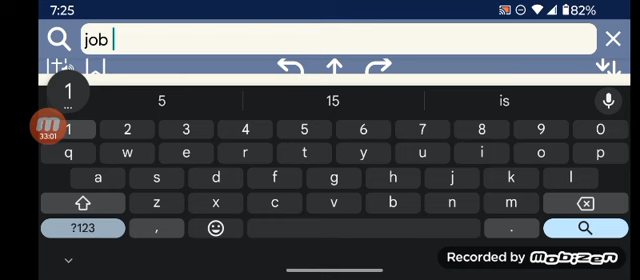 7:25 82%
job
5 15 is
1
...
33:01
1 2 3 4 5 6 7 8 9 0
q w e r t y u i o p
a s d f g h j k l
z x c v b n m
?123 , .
Recorded by mobizen